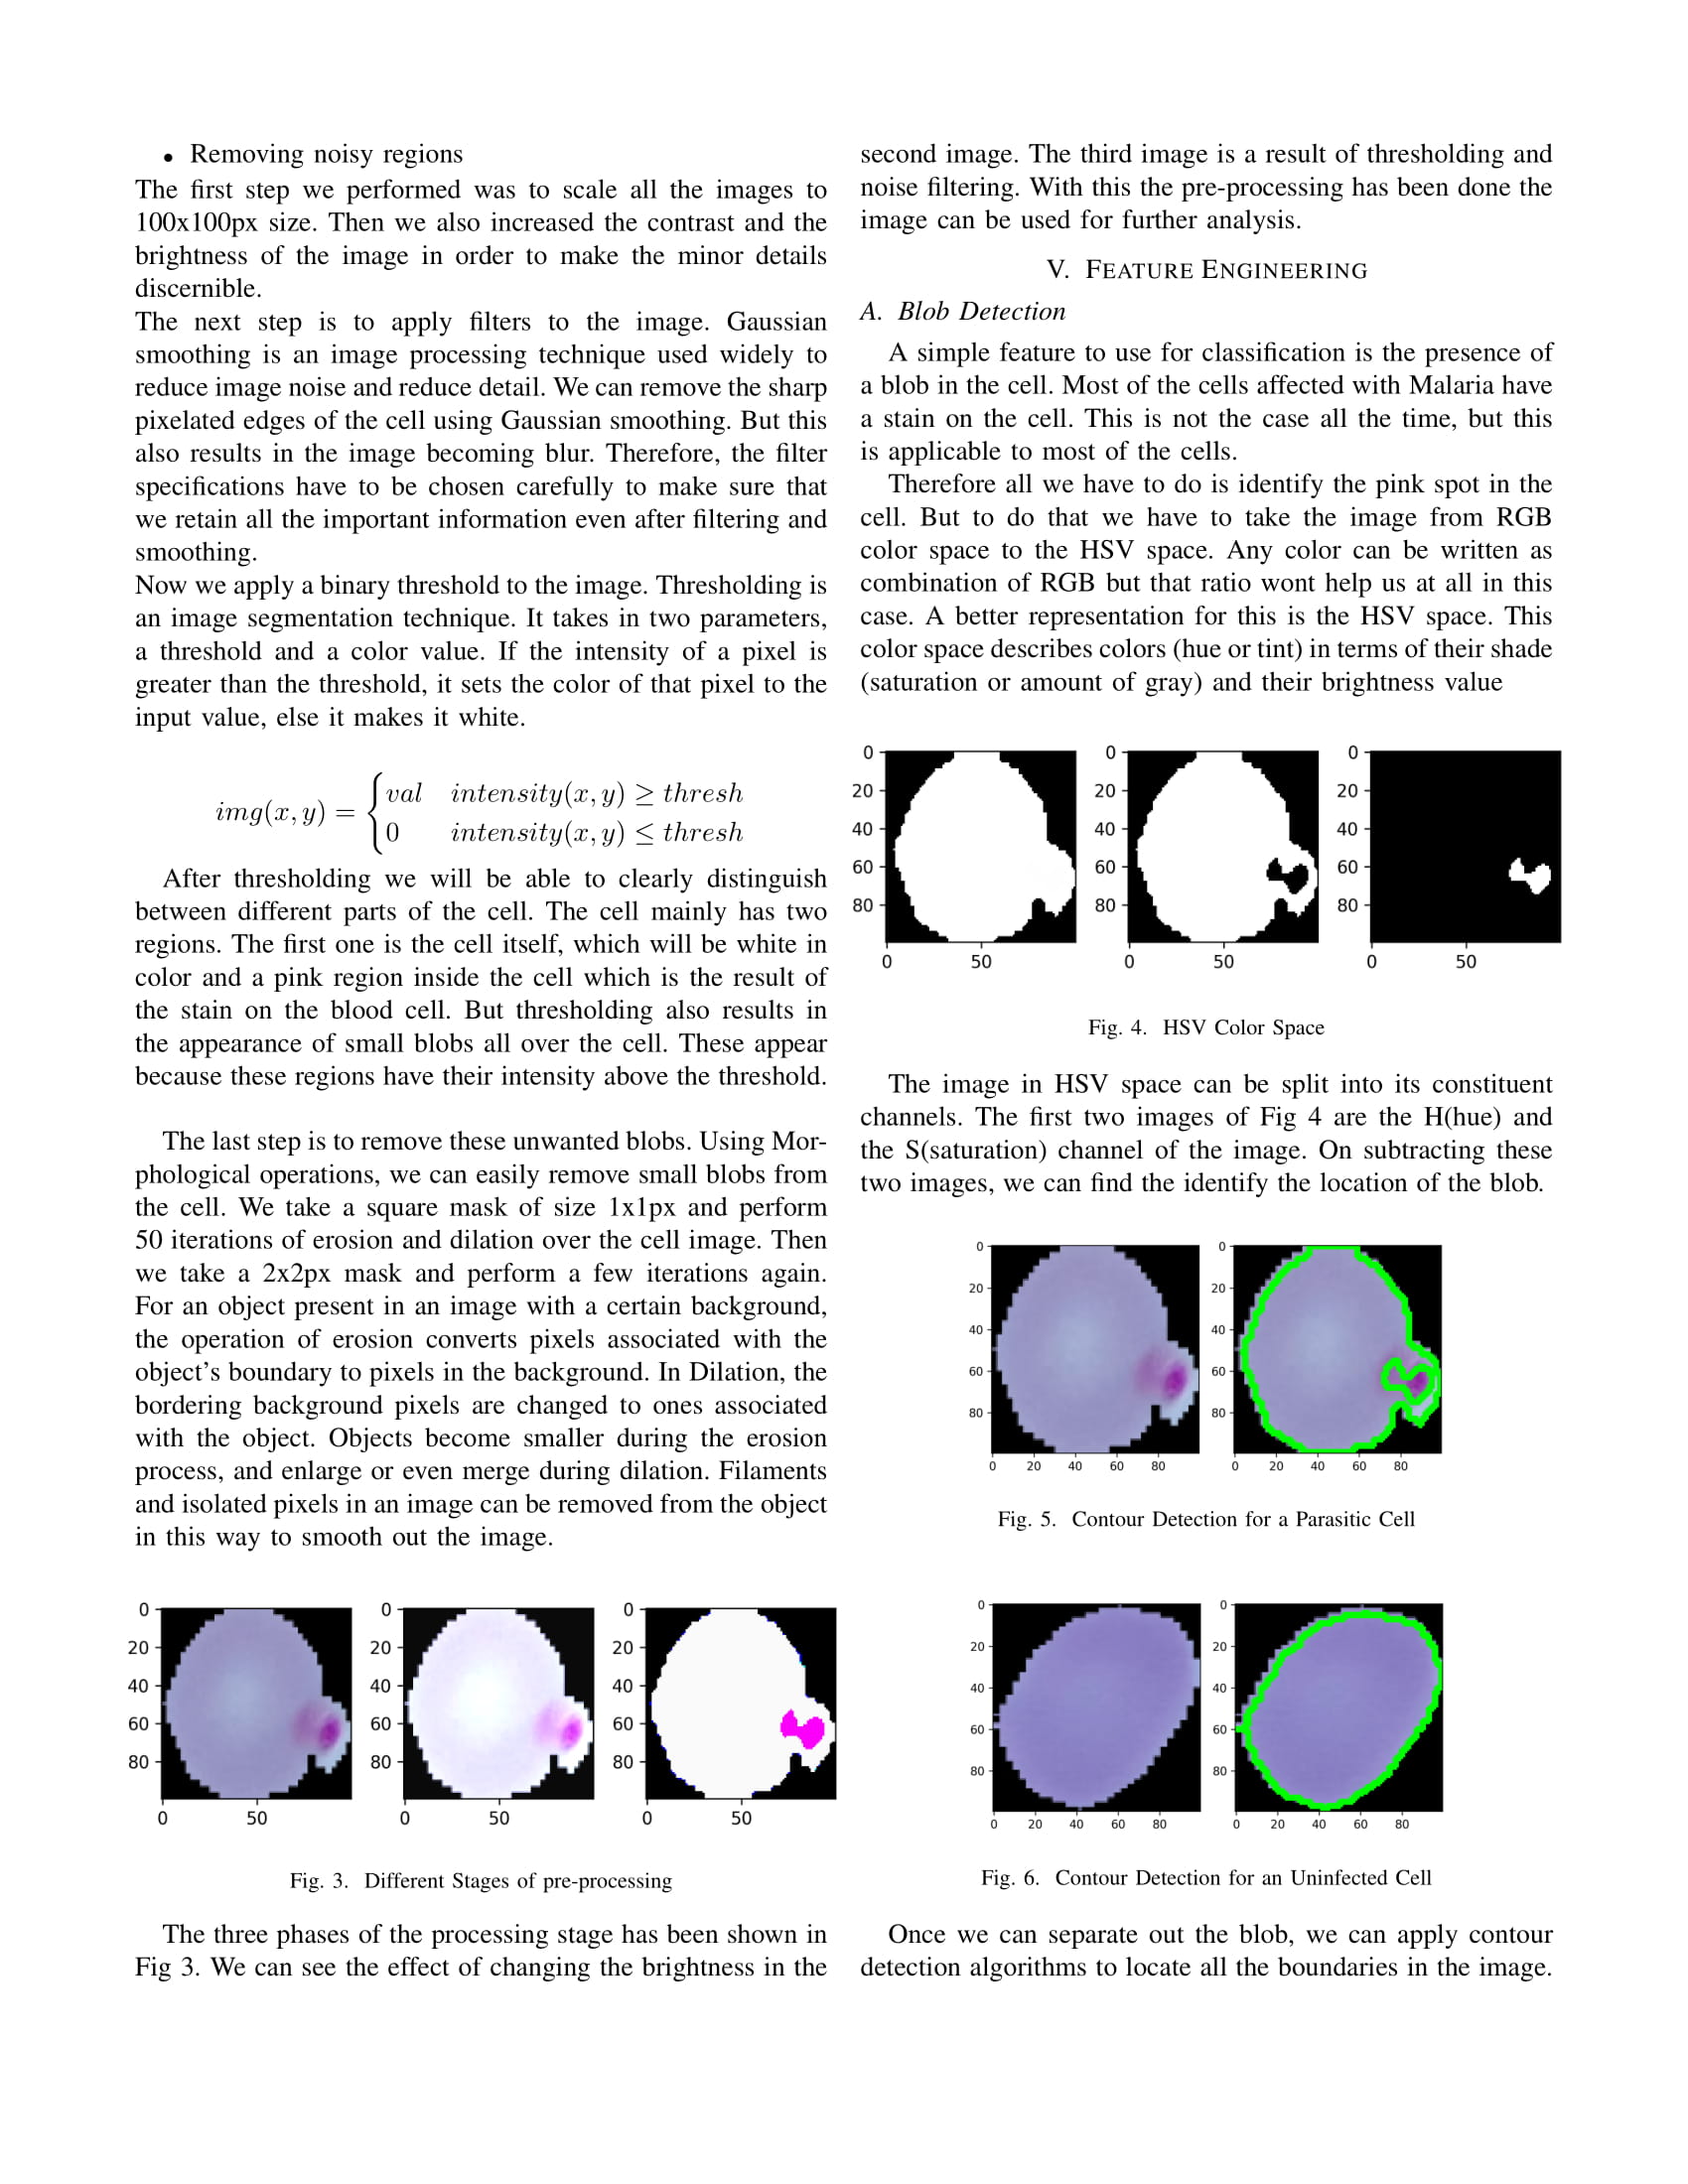 • Removing noisy regions
The first step we performed was to scale all the images to
100x100px size. Then we also increased the contrast and the
brightness of the image in order to make the minor details
discernible.
The next step is to apply filters to the image. Gaussian
smoothing is an image processing technique used widely to
reduce image noise and reduce detail. We can remove the sharp
pixelated edges of the cell using Gaussian smoothing. But this
also results in the image becoming blur. Therefore, the filter
specifications have to be chosen carefully to make sure that
we retain all the important information even after filtering and
smoothing.
Now we apply a binary threshold to the image. Thresholding is
an image segmentation technique. It takes in two parameters,
a threshold and a color value. If the intensity of a pixel is
greater than the threshold, it sets the color of that pixel to the
input value, else it makes it white.
img(x, y) = { val intensity(x, y) ≥ thresh
0 intensity(x, y) ≤ thresh
After thresholding we will be able to clearly distinguish
between different parts of the cell. The cell mainly has two
regions. The first one is the cell itself, which will be white in
color and a pink region inside the cell which is the result of
the stain on the blood cell. But thresholding also results in
the appearance of small blobs all over the cell. These appear
because these regions have their intensity above the threshold.
The last step is to remove these unwanted blobs. Using Mor-
phological operations, we can easily remove small blobs from
the cell. We take a square mask of size 1x1px and perform
50 iterations of erosion and dilation over the cell image. Then
we take a 2x2px mask and perform a few iterations again.
For an object present in an image with a certain background,
the operation of erosion converts pixels associated with the
object's boundary to pixels in the background. In Dilation, the
bordering background pixels are changed to ones associated
with the object. Objects become smaller during the erosion
process, and enlarge or even merge during dilation. Filaments
and isolated pixels in an image can be removed from the object
in this way to smooth out the image.
0 0 0
20 20 20
40 40 40
60 60 60
80 80 80
0 50 0 50 0 50
Fig. 3. Different Stages of pre-processing
The three phases of the processing stage has been shown in
Fig 3. We can see the effect of changing the brightness in the
second image. The third image is a result of thresholding and
noise filtering. With this the pre-processing has been done the
image can be used for further analysis.
V. FEATURE ENGINEERING
A. Blob Detection
A simple feature to use for classification is the presence of
a blob in the cell. Most of the cells affected with Malaria have
a stain on the cell. This is not the case all the time, but this
is applicable to most of the cells.
Therefore all we have to do is identify the pink spot in the
cell. But to do that we have to take the image from RGB
color space to the HSV space. Any color can be written as
combination of RGB but that ratio wont help us at all in this
case. A better representation for this is the HSV space. This
color space describes colors (hue or tint) in terms of their shade
(saturation or amount of gray) and their brightness value
0 0 0
20 20 20
40 40 40
60 60 60
80 80 80
0 50 0 50 0 50
Fig. 4. HSV Color Space
The image in HSV space can be split into its constituent
channels. The first two images of Fig 4 are the H(hue) and
the S(saturation) channel of the image. On subtracting these
two images, we can find the identify the location of the blob.
0 0
20 20
40 40
60 60
80 80
0 20 40 60 80 0 20 40 60 80
Fig. 5. Contour Detection for a Parasitic Cell
0 0
20 20
40 40
60 60
80 80
0 20 40 60 80 0 20 40 60 80
Fig. 6. Contour Detection for an Uninfected Cell
Once we can separate out the blob, we can apply contour
detection algorithms to locate all the boundaries in the image.